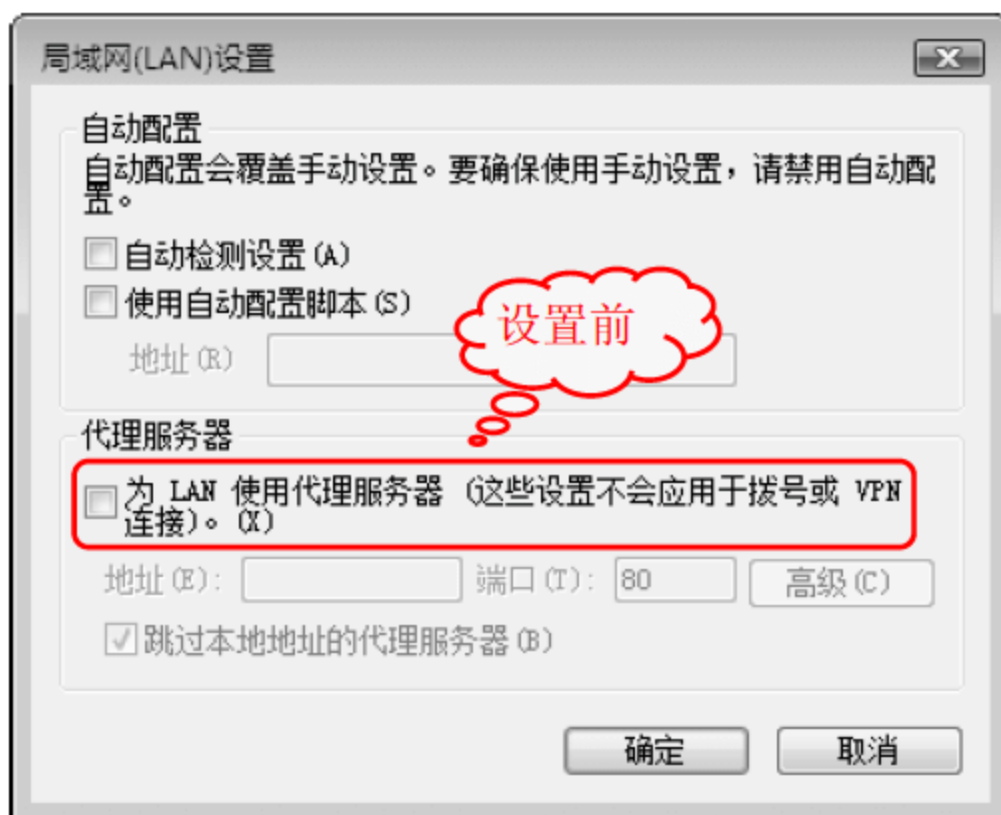 局域网(LAN)设置
自动配置
自动配置会覆盖手动设置。要确保使用手动设置，请禁用自动配
置。
自动检测设置(A)
使用自动配置脚本(S)
设置前
地址(R)
代理服务器
为 LAN 使用代理服务器 (这些设置不会应用于拨号或 VPN
连接)。(X)
地址(E): 端口(T): 80 高级(C)
跳过本地地址的代理服务器(B)
确定 取消